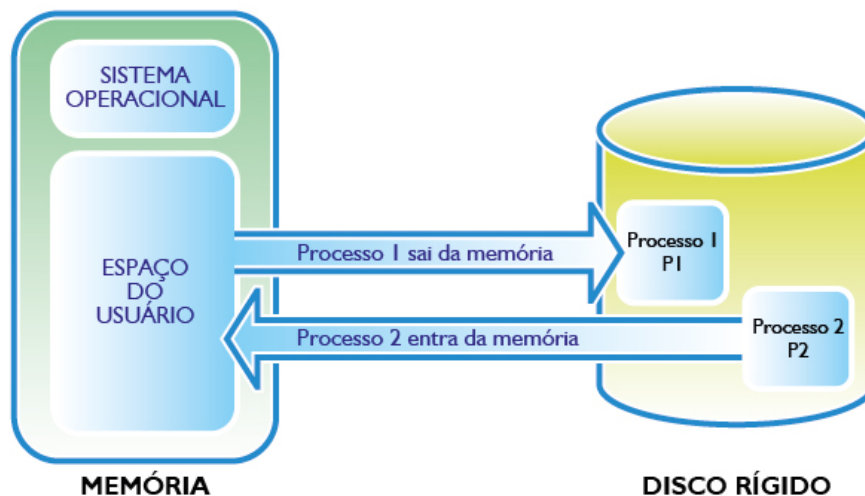 SISTEMA
OPERACIONAL
ESPAÇO
DO
USUÁRIO
Processo 1 sai da memória
Processo 2 entra da memória
Processo 1
P1
Processo 2
P2
MEMÓRIA
DISCO RÍGIDO